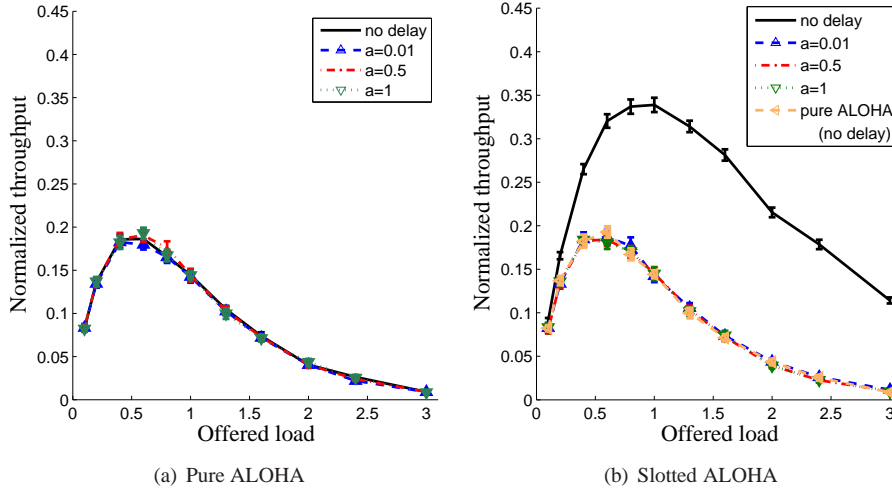 no delay
a=0.01
a=0.5
a=1
0.45
0.4
0.35
0.3
0.25
0.2
0.15
0.1
0.05
0
Normalized throughput
0 0.5 1 1.5 2 2.5 3
Offered load
(a) Pure ALOHA
no delay
a=0.01
a=0.5
a=1
pure ALOHA
(no delay)
0.45
0.4
0.35
0.3
0.25
0.2
0.15
0.1
0.05
0
Normalized throughput
0 0.5 1 1.5 2 2.5 3
Offered load
(b) Slotted ALOHA